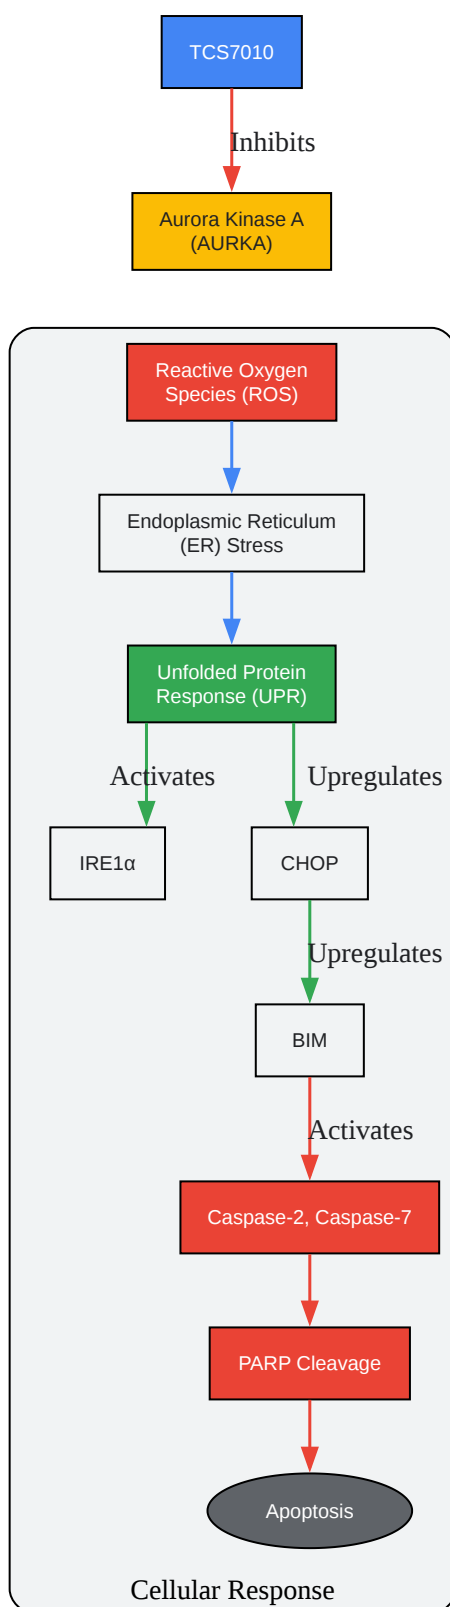 TCS7010
Inhibits
Aurora Kinase A
(AURKA)
Reactive Oxygen
Species (ROS)
Endoplasmic Reticulum
(ER) Stress
Unfolded Protein
Response (UPR)
Activates
Upregulates
IRE1α
CHOP
Upregulates
BIM
Activates
Caspase-2, Caspase-7
PARP Cleavage
Apoptosis
Cellular Response